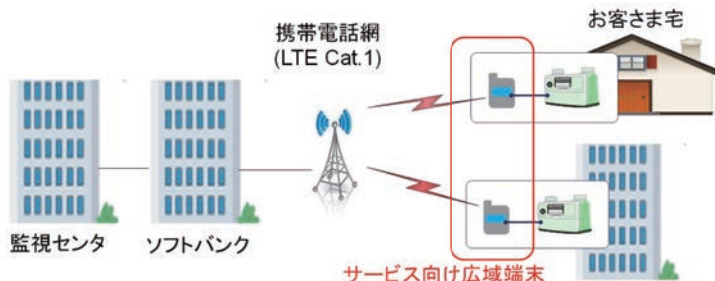 お客さま宅
携帯電話網
(LTE Cat.1)
監視センタ
ソフトバンク
サービス向け広域端末